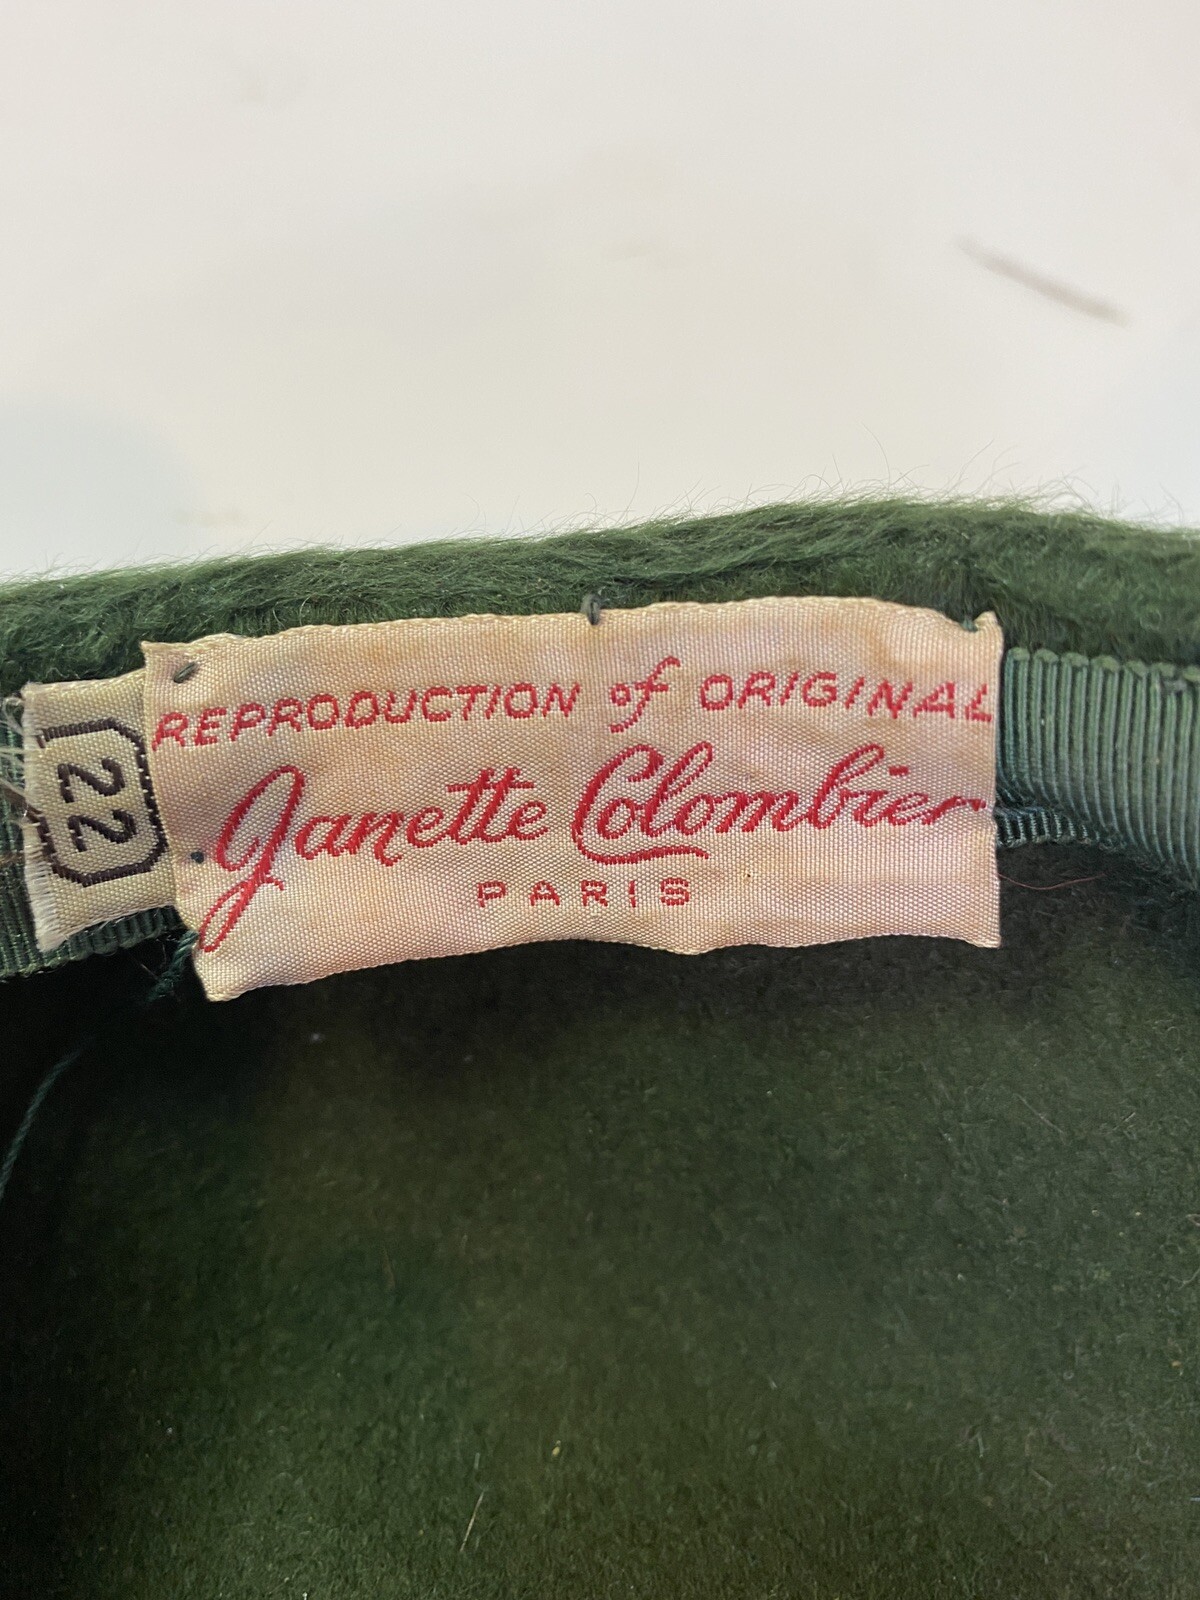 REPRODUCTION of ORIGINAL
Janette Colombier
PARIS
22